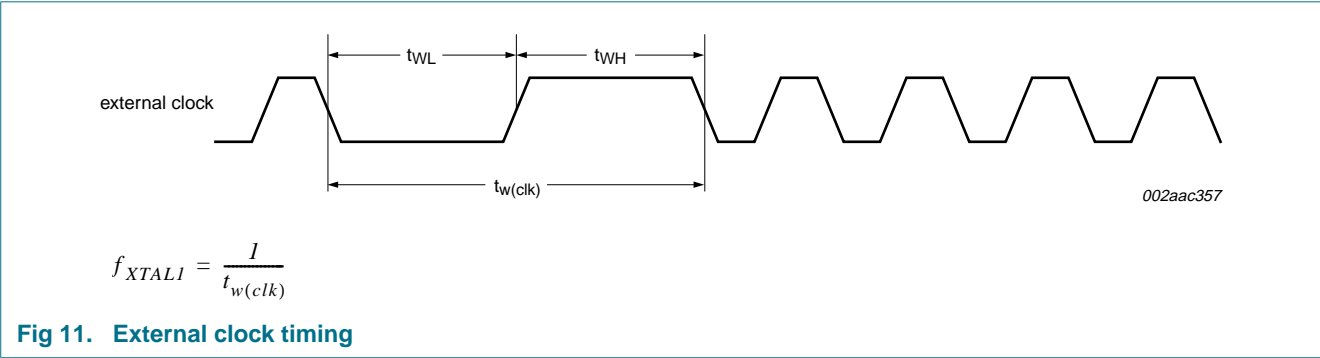 tWL
tWH
external clock
tw(clk)
002aac357
fXTAL1 = 1 / tw(clk)
Fig 11. External clock timing